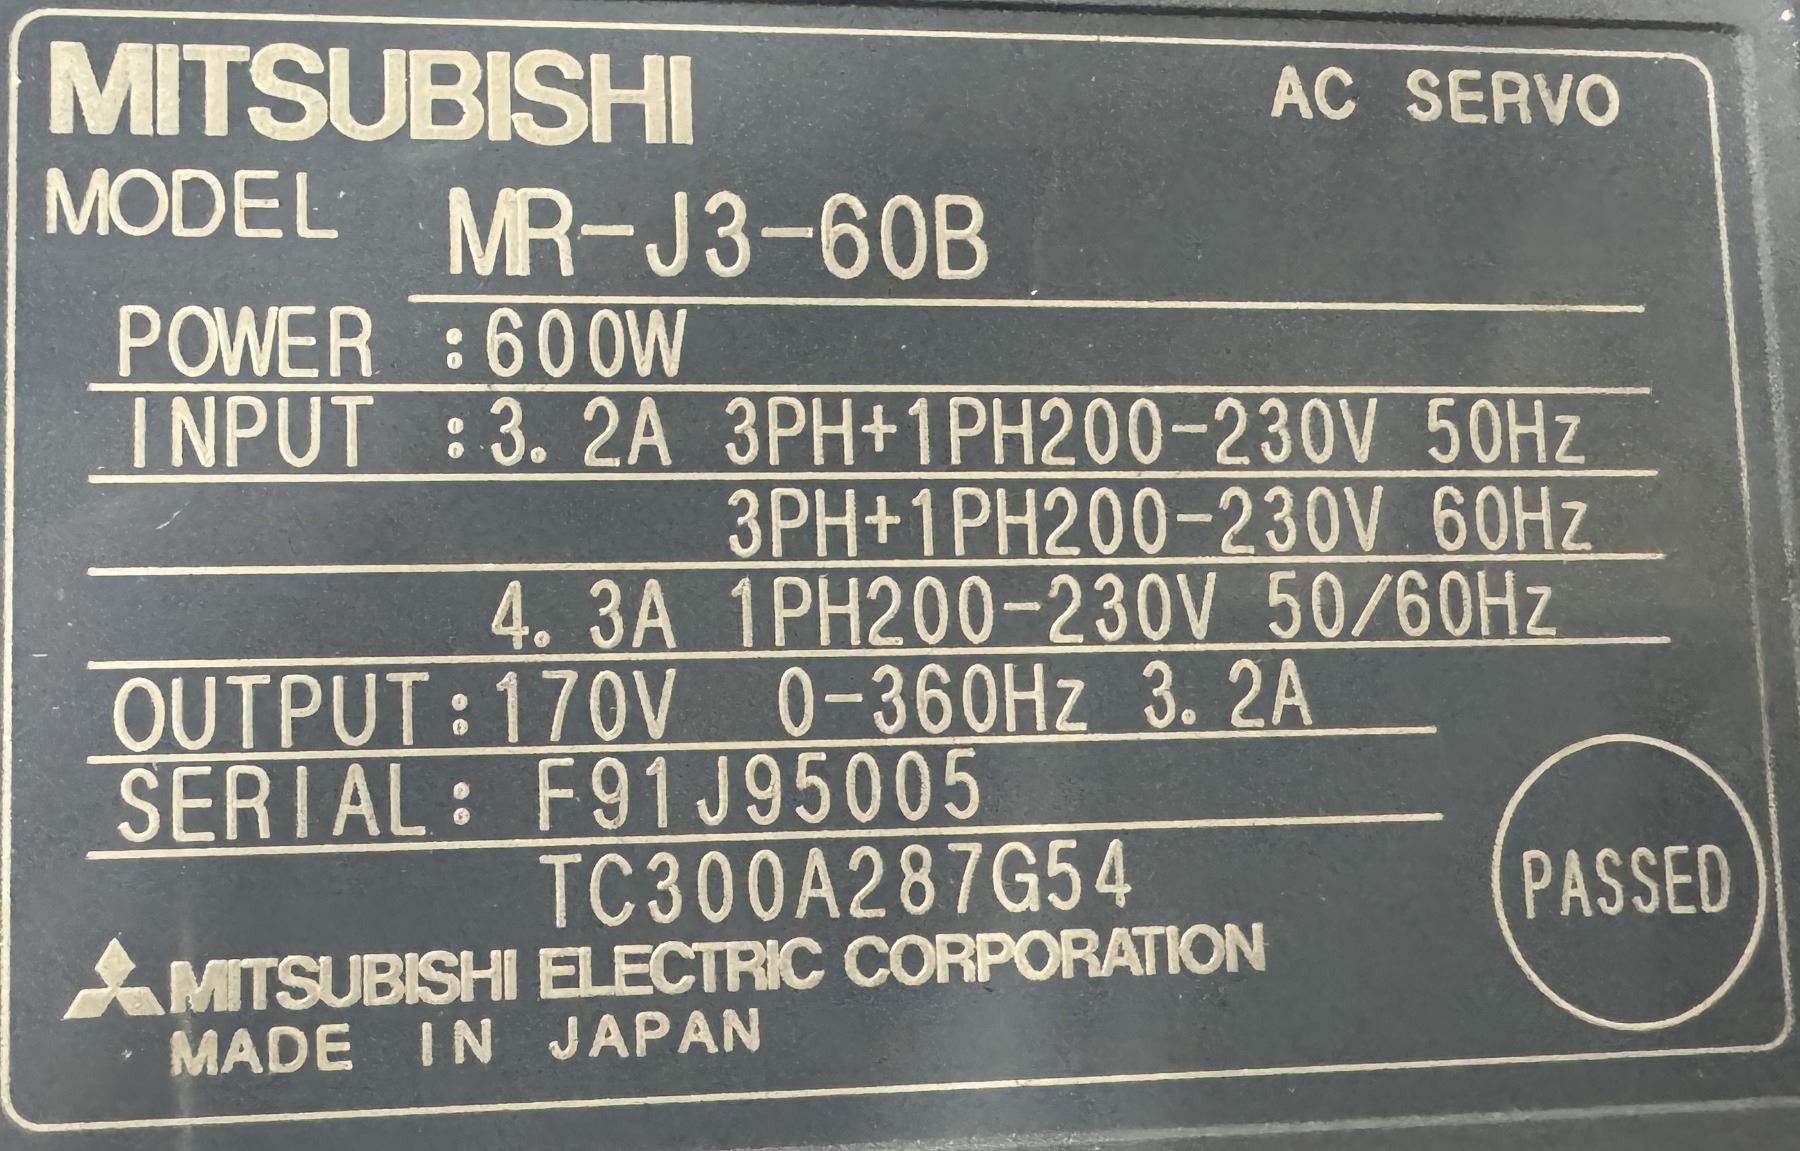 MITSUBISHI AC SERVO
MODEL MR-J3-60B
POWER :600W
INPUT :3.2A 3PH+1PH200-230V 50Hz
3PH+1PH200-230V 60Hz
4.3A 1PH200-230V 50/60Hz
OUTPUT:170V 0-360Hz 3.2A
SERIAL: F91J95005
TC300A287G54
PASSED
MITSUBISHI ELECTRIC CORPORATION
MADE IN JAPAN